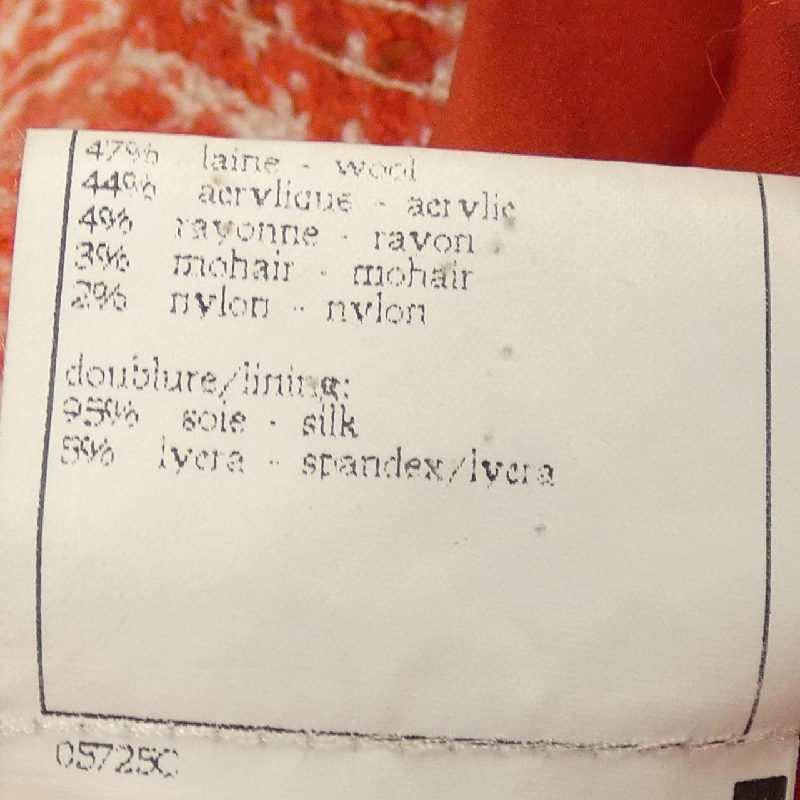 47% laine - wool
44% acrylique - acrylic
4% rayonne - rayon
3% mohair - mohair
2% nylon - nylon
doublure/lining:
95% soie - silk
5% lycra - spandex/lycra
05725C